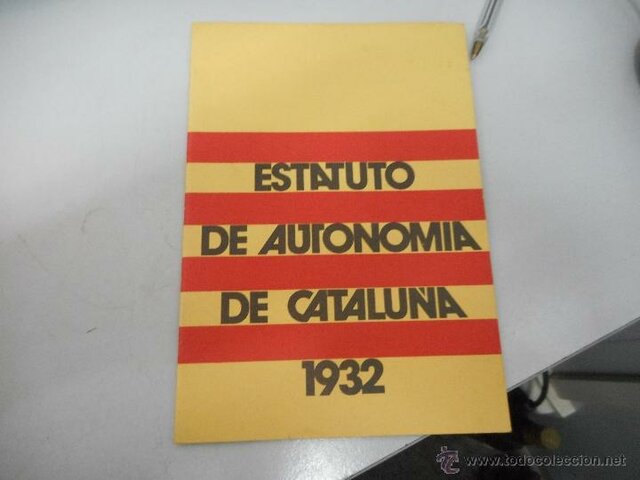 ESTATUTO
DE AUTONOMIA
DE CATALUÑA
1932
www.todocoleccion.net